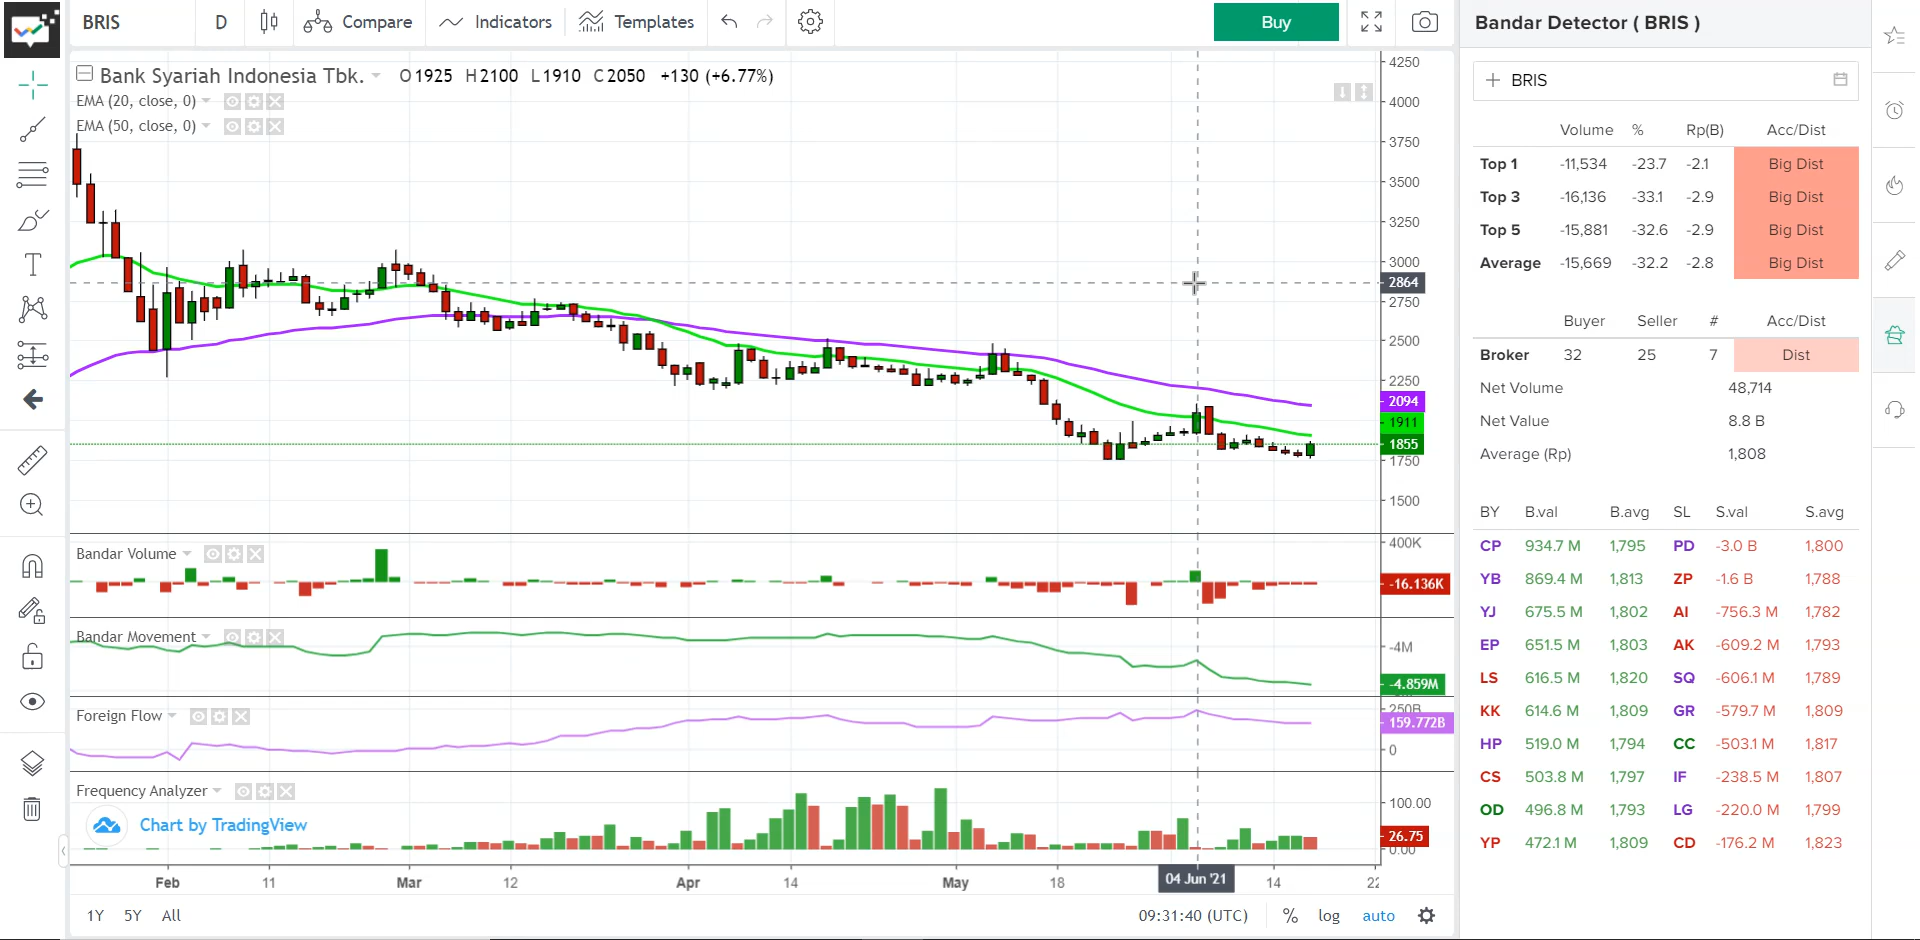 BRIS D Compare Indicators Templates Buy
Bank Syariah Indonesia Tbk. O 1925 H 2100 L 1910 C 2050 +130 (+6.77%)
EMA (20, close, 0)
EMA (50, close, 0)
4250
4000
3750
3500
3250
3000
2864
2750
2500
2250
2094
1911
1855
1750
1500
Bandar Volume
400K
-16.136K
Bandar Movement
-4M
-4.859M
Foreign Flow
250B
159.772B
0
Frequency Analyzer
100.00
26.75
0.00
Chart by TradingView
Feb 11 Mar 12 Apr 14 May 18 04 Jun '21 14 22
1Y 5Y All 09:31:40 (UTC) % log auto
Bandar Detector ( BRIS )
BRIS
Volume % Rp(B) Acc/Dist
Top 1 -11,534 -23.7 -2.1 Big Dist
Top 3 -16,136 -33.1 -2.9 Big Dist
Top 5 -15,881 -32.6 -2.9 Big Dist
Average -15,669 -32.2 -2.8 Big Dist
Buyer Seller # Acc/Dist
Broker 32 25 7 Dist
Net Volume 48,714
Net Value 8.8 B
Average (Rp) 1,808
BY B.val B.avg SL S.val S.avg
CP 934.7 M 1,795 PD -3.0 B 1,800
YB 869.4 M 1,813 ZP -1.6 B 1,788
YJ 675.5 M 1,802 AI -756.3 M 1,782
EP 651.5 M 1,803 AK -609.2 M 1,793
LS 616.5 M 1,820 SQ -606.1 M 1,789
KK 614.6 M 1,809 GR -579.7 M 1,809
HP 519.0 M 1,794 CC -503.1 M 1,817
CS 503.8 M 1,797 IF -238.5 M 1,807
OD 496.8 M 1,793 LG -220.0 M 1,799
YP 472.1 M 1,809 CD -176.2 M 1,823